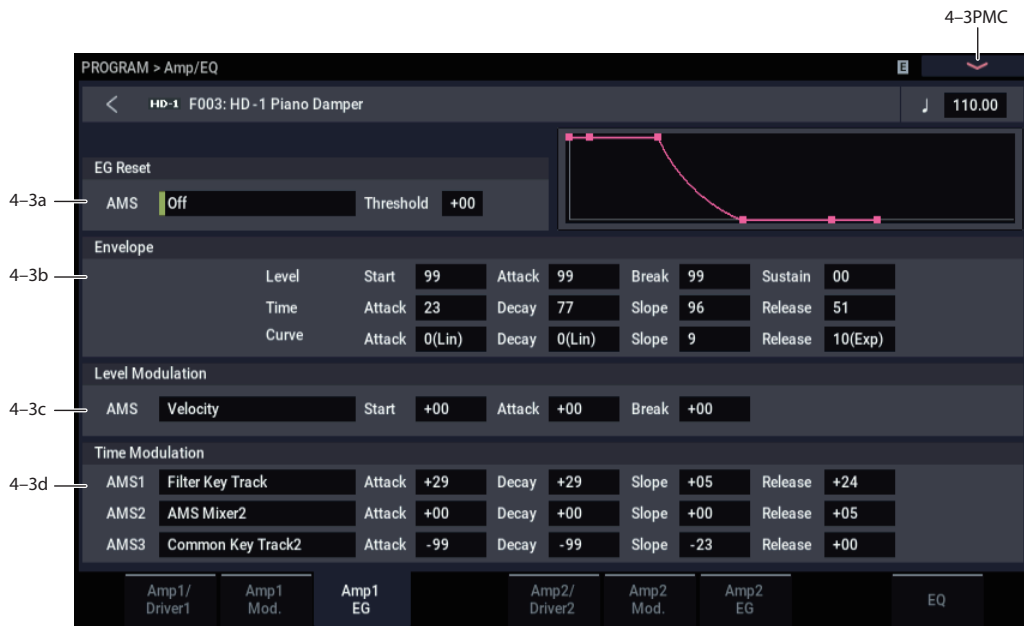 4–3PMC
PROGRAM > Amp/EQ E
HD-1 F003: HD-1 Piano Damper ♩ 110.00
EG Reset
4–3a AMS Off Threshold +00
Envelope
4–3b Level Start 99 Attack 99 Break 99 Sustain 00
Time Attack 23 Decay 77 Slope 96 Release 51
Curve Attack 0(Lin) Decay 0(Lin) Slope 9 Release 10(Exp)
Level Modulation
4–3c AMS Velocity Start +00 Attack +00 Break +00
Time Modulation
4–3d AMS1 Filter Key Track Attack +29 Decay +29 Slope +05 Release +24
AMS2 AMS Mixer2 Attack +00 Decay +00 Slope +00 Release +05
AMS3 Common Key Track2 Attack -99 Decay -99 Slope -23 Release +00
Amp1/ Amp1 Amp1 Amp2/ Amp2 Amp2 EQ
Driver1 Mod. EG Driver2 Mod. EG